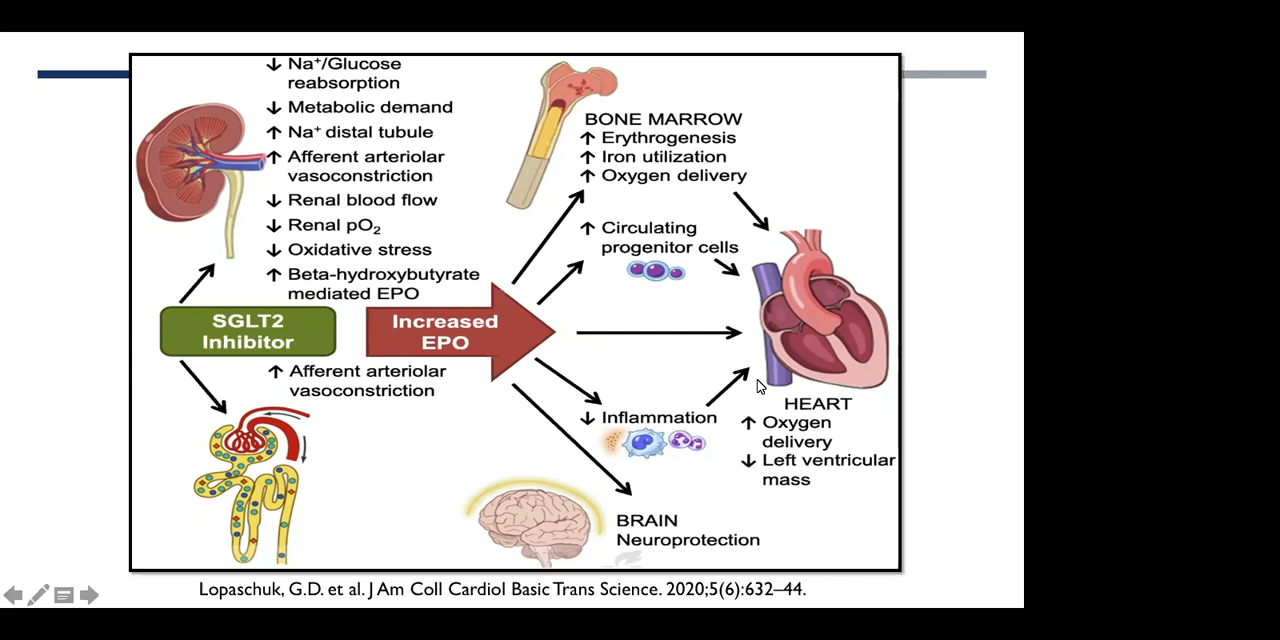 ↓ Na⁺/Glucose
reabsorption
↓ Metabolic demand
↑ Na⁺ distal tubule
↑ Afferent arteriolar
vasoconstriction
↓ Renal blood flow
↓ Renal pO₂
↓ Oxidative stress
↑ Beta-hydroxybutyrate
mediated EPO
SGLT2
Inhibitor
↑ Afferent arteriolar
vasoconstriction
Increased
EPO
BONE MARROW
↑ Erythrogenesis
↑ Iron utilization
↑ Oxygen delivery
↑ Circulating
progenitor cells
↓ Inflammation
BRAIN
Neuroprotection
HEART
↑ Oxygen
delivery
↓ Left ventricular
mass
Lopaschuk, G.D. et al. J Am Coll Cardiol Basic Trans Science. 2020;5(6):632–44.